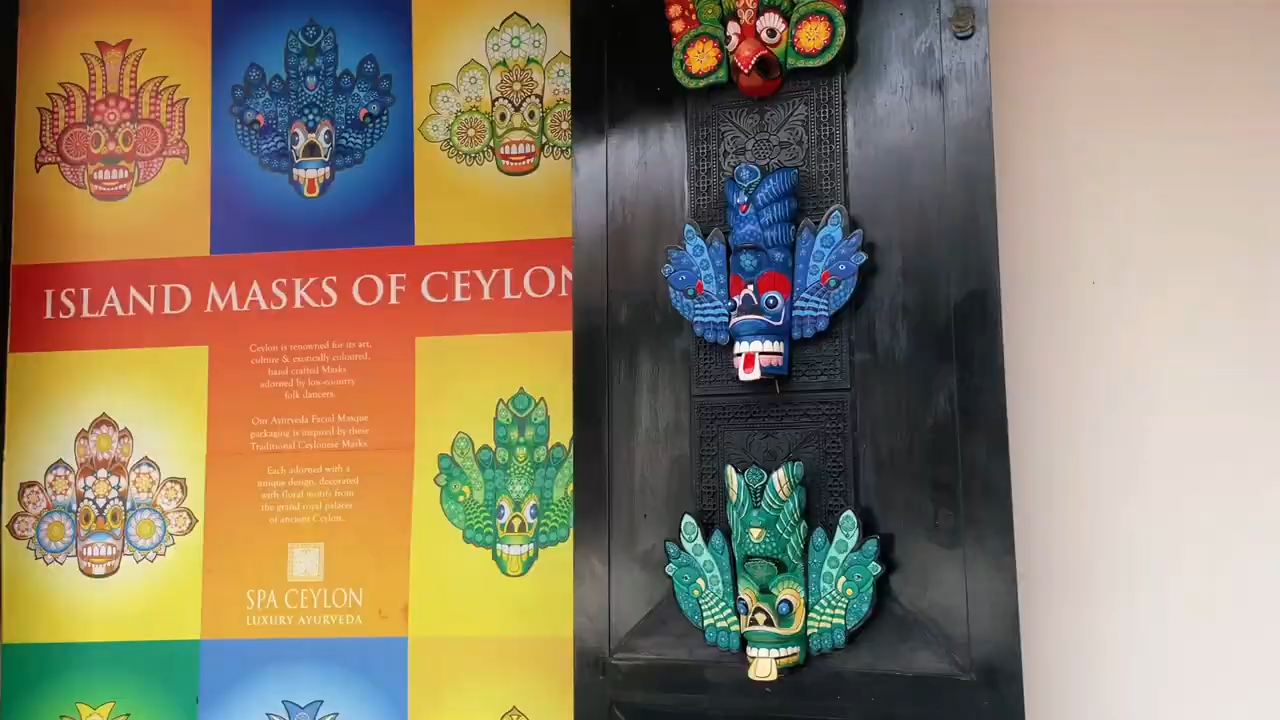 ISLAND MASKS OF CEYLON
Ceylon is renowned for its art,
culture & exotically coloured,
hand crafted Masks
adorned by low-country
folk dancers.
Our Ayurveda Facial Masque
packaging is inspired by these
Traditional Ceylonese Masks.
Each adorned with a
unique design, decorated
with floral motifs from
the grand royal palaces
of ancient Ceylon.
SPA CEYLON
LUXURY AYURVEDA